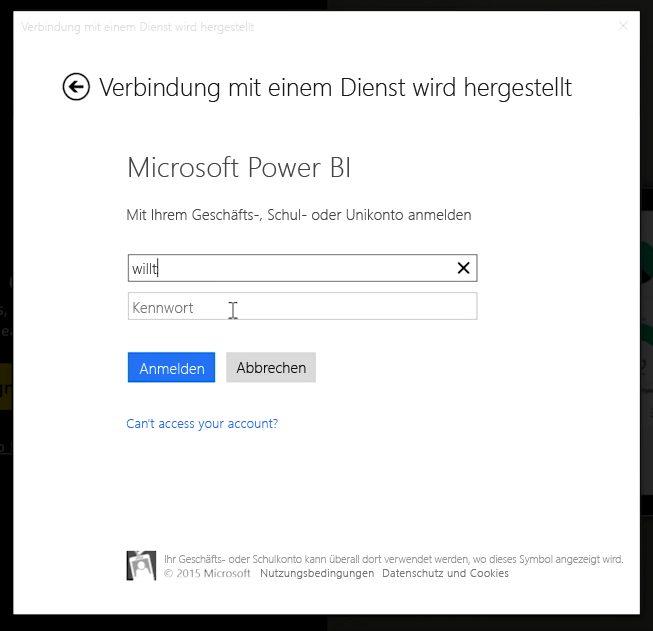 Verbindung mit einem Dienst wird hergestellt
Verbindung mit einem Dienst wird hergestellt
Microsoft Power BI
Mit Ihrem Geschäfts-, Schul- oder Unikonto anmelden
willt
Kennwort
Anmelden Abbrechen
Can't access your account?
Ihr Geschäfts- oder Schulkonto kann überall dort verwendet werden, wo dieses Symbol angezeigt wird.
© 2015 Microsoft Nutzungsbedingungen Datenschutz und Cookies